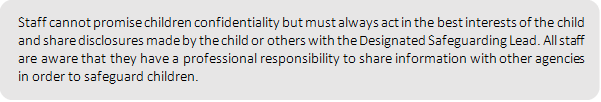 Staff cannot promise children confidentiality but must always act in the best interests of the child
and share disclosures made by the child or others with the Designated Safeguarding Lead. All staff
are aware that they have a professional responsibility to share information with other agencies
in order to safeguard children.